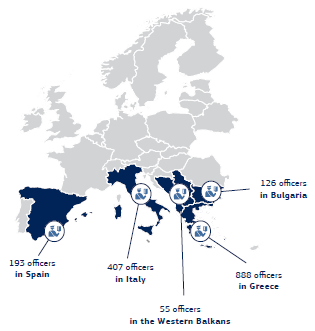 126 officers
in Bulgaria
193 officers
in Spain
407 officers
in Italy
888 officers
in Greece
55 officers
in the Western Balkans